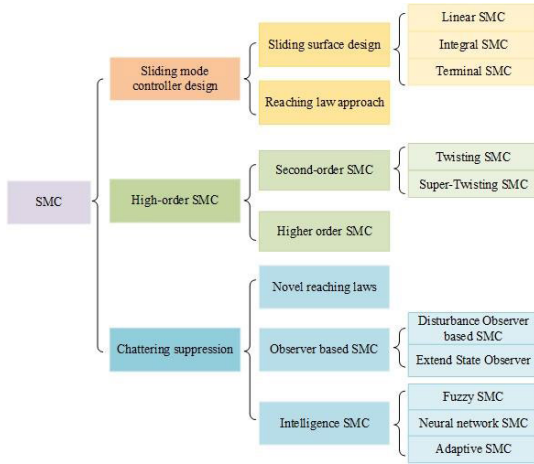 SMC
Sliding mode
controller design
Sliding surface design
Linear SMC
Integral SMC
Terminal SMC
Reaching law approach
High-order SMC
Second-order SMC
Twisting SMC
Super-Twisting SMC
Higher order SMC
Chattering suppression
Novel reaching laws
Observer based SMC
Disturbance Observer
based SMC
Extend State Observer
Intelligence SMC
Fuzzy SMC
Neural network SMC
Adaptive SMC